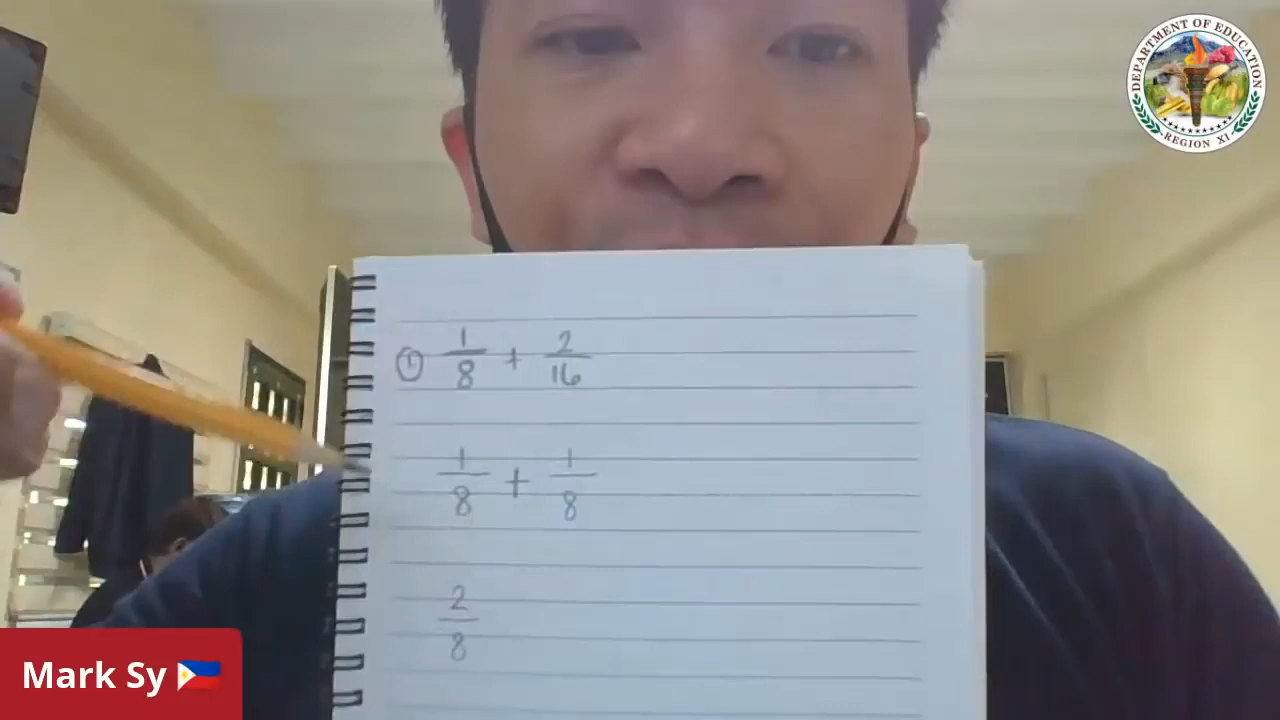 DEPARTMENT OF EDUCATION
REGION XI
① 1/8 + 2/16
1/8 + 1/8
2/8
Mark Sy 🇵🇭